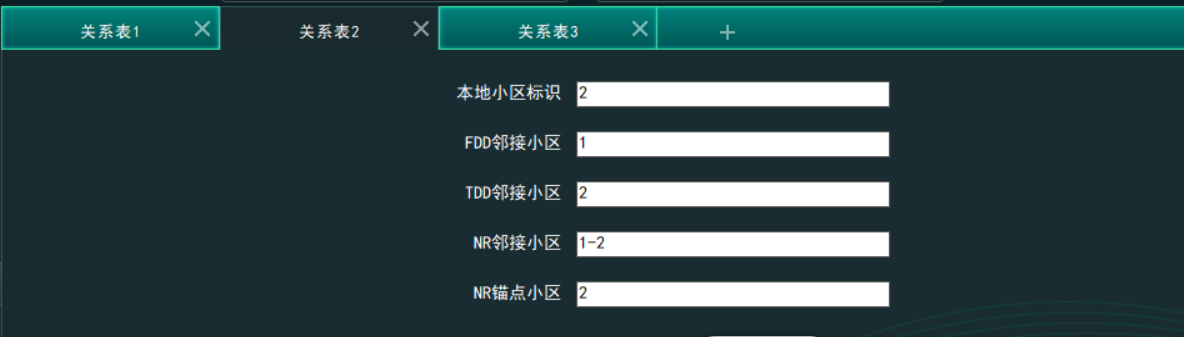 关系表1 关系表2 关系表3
本地小区标识 2
FDD邻接小区 1
TDD邻接小区 2
NR邻接小区 1-2
NR锚点小区 2